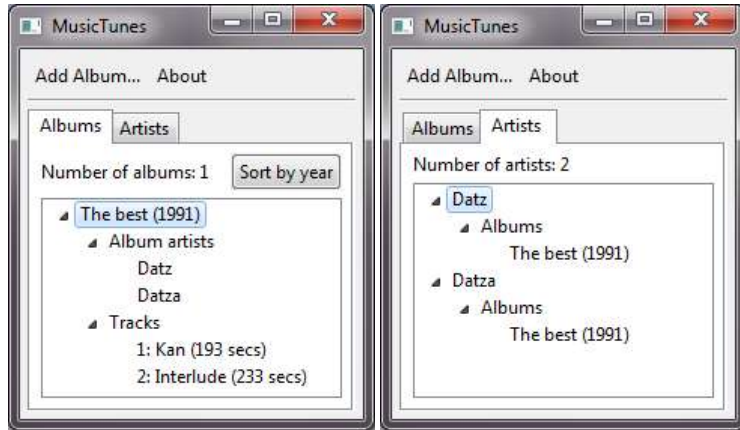 MusicTunes
Add Album... About
Albums Artists
Number of albums: 1 Sort by year
The best (1991)
Album artists
Datz
Datza
Tracks
1: Kan (193 secs)
2: Interlude (233 secs)
MusicTunes
Add Album... About
Albums Artists
Number of artists: 2
Datz
Albums
The best (1991)
Datza
Albums
The best (1991)